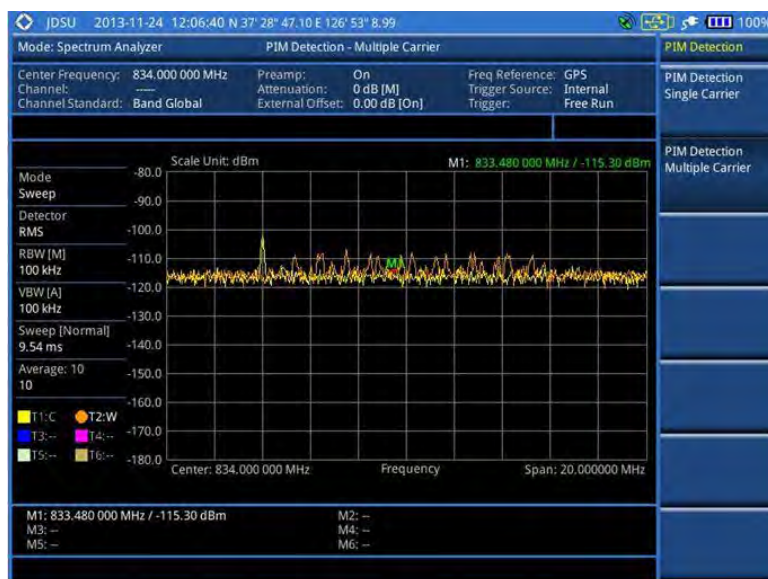 JDSU 2013-11-24 12:06:40 N 37' 28" 47.10 E 126' 53" 8.99 100%
Mode: Spectrum Analyzer PIM Detection - Multiple Carrier PIM Detection
Center Frequency: 834.000 000 MHz Preamp: On Freq Reference: GPS
Channel: ----- Attenuation: 0 dB [M] Trigger Source: Internal
Channel Standard: Band Global External Offset: 0.00 dB [On] Trigger: Free Run
PIM Detection
Single Carrier
PIM Detection
Multiple Carrier
Scale Unit: dBm M1: 833.480 000 MHz / -115.30 dBm
Mode
Sweep
Detector
RMS
RBW [M]
100 kHz
VBW [A]
100 kHz
Sweep [Normal]
9.54 ms
Average: 10
10
T1:C T2:W
T3:-- T4:--
T5:-- T6:--
-80.0
-90.0
-100.0
-110.0
-120.0
-130.0
-140.0
-150.0
-160.0
-170.0
-180.0
M1
Center: 834.000 000 MHz Frequency Span: 20.000000 MHz
M1: 833.480 000 MHz / -115.30 dBm M2: --
M3: -- M4: --
M5: -- M6: --